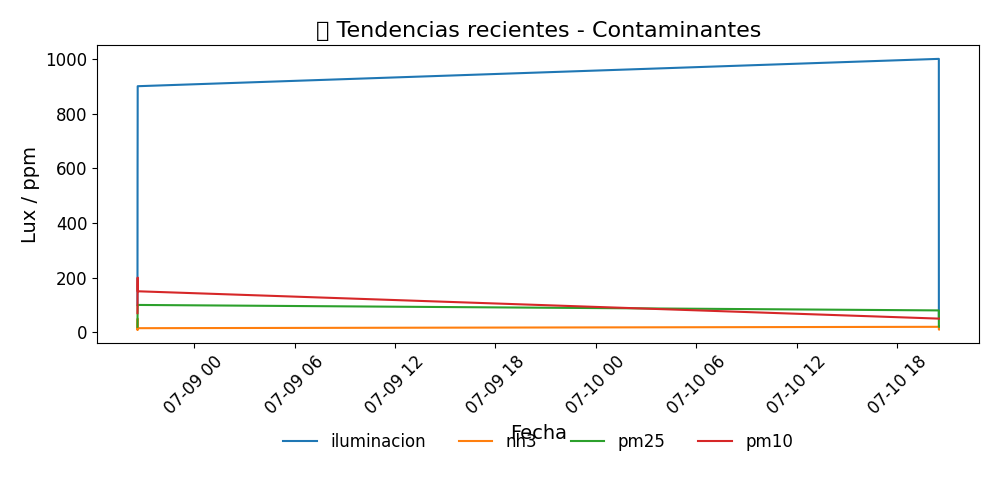 Tendencias recientes - Contaminantes
Lux / ppm
1000
800
600
400
200
0
07-09 00
07-09 06
07-09 12
07-09 18
07-10 00
07-10 06
07-10 12
07-10 18
Fecha
iluminacion
nh3
pm25
pm10